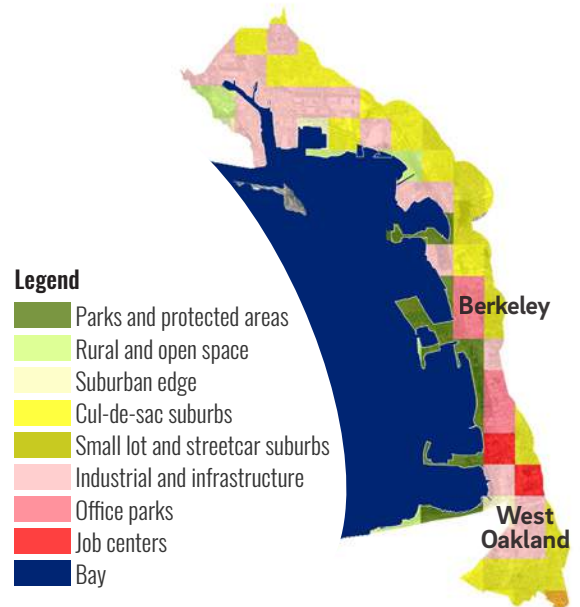 Legend
Parks and protected areas
Rural and open space
Suburban edge
Cul-de-sac suburbs
Small lot and streetcar suburbs
Industrial and infrastructure
Office parks
Job centers
Bay
Berkeley
West
Oakland